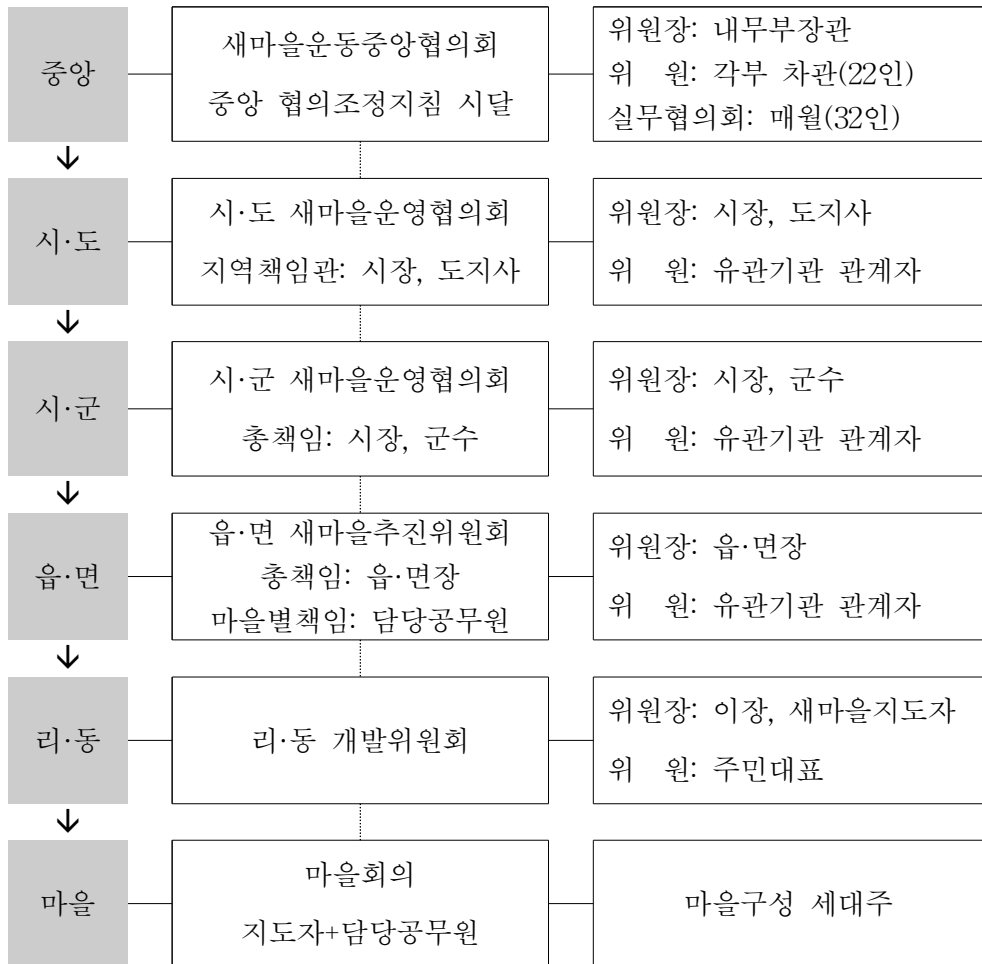 중앙
새마을운동중앙협의회
중앙 협의조정지침 시달
위원장: 내무부장관
위 원: 각부 차관(22인)
실무협의회: 매월(32인)
시·도
시·도 새마을운영협의회
지역책임관: 시장, 도지사
위원장: 시장, 도지사
위 원: 유관기관 관계자
시·군
시·군 새마을운영협의회
총책임: 시장, 군수
위원장: 시장, 군수
위 원: 유관기관 관계자
읍·면
읍·면 새마을추진위원회
총책임: 읍·면장
마을별책임: 담당공무원
위원장: 읍·면장
위 원: 유관기관 관계자
리·동
리·동 개발위원회
위원장: 이장, 새마을지도자
위 원: 주민대표
마을
마을회의
지도자+담당공무원
마을구성 세대주